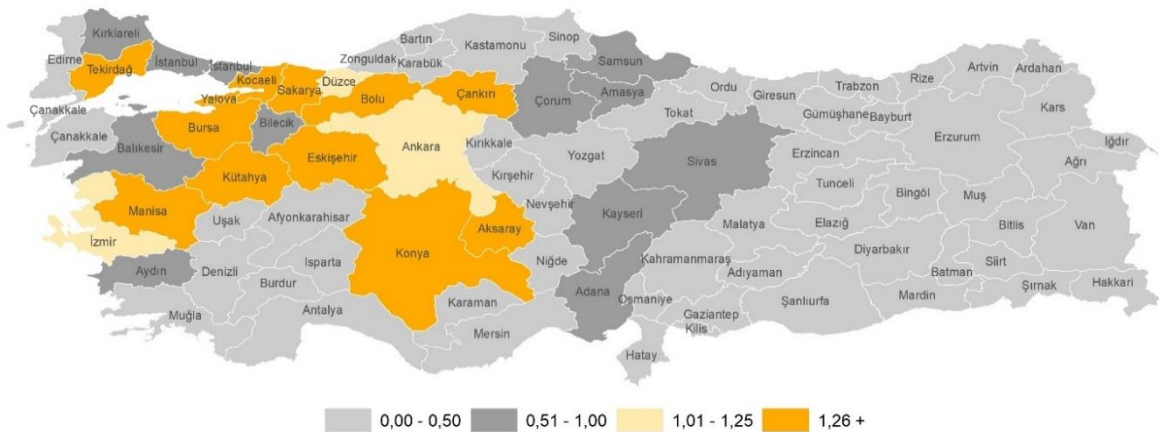 Kırklareli
Edirne
Tekirdağ
İstanbul
İstanbul
Kocaeli
Yalova
Sakarya
Düzce
Zonguldak
Bartın
Karabük
Kastamonu
Sinop
Samsun
Bolu
Çankırı
Çorum
Amasya
Tokat
Ordu
Giresun
Trabzon
Rize
Artvin
Ardahan
Gümüşhane
Bayburt
Kars
Erzurum
Iğdır
Ağrı
Çanakkale
Çanakkale
Balıkesir
Bursa
Bilecik
Eskişehir
Ankara
Kırıkkale
Yozgat
Sivas
Erzincan
Tunceli
Bingöl
Muş
Kütahya
Kırşehir
Manisa
Uşak
Afyonkarahisar
Nevşehir
Kayseri
Malatya
Elazığ
Bitlis
Van
İzmir
Konya
Aksaray
Diyarbakır
Aydın
Denizli
Isparta
Niğde
Kahramanmaraş
Adıyaman
Batman
Siirt
Burdur
Şırnak
Hakkari
Muğla
Antalya
Karaman
Adana
Osmaniye
Gaziantep
Şanlıurfa
Mardin
Mersin
Kilis
Hatay
0,00 - 0,50
0,51 - 1,00
1,01 - 1,25
1,26 +